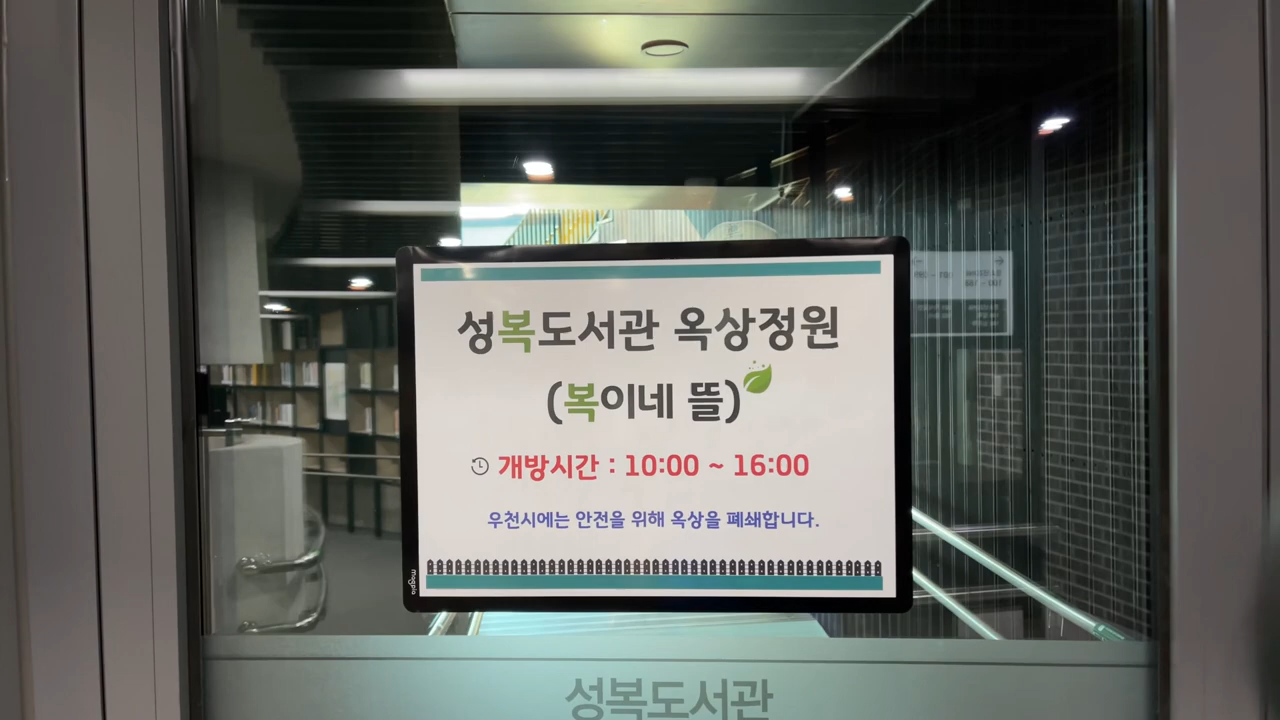 성복도서관 옥상정원
(복이네 뜰)
개방시간 : 10:00 ~ 16:00
우천시에는 안전을 위해 옥상을 폐쇄합니다.
magpie
성복도서관